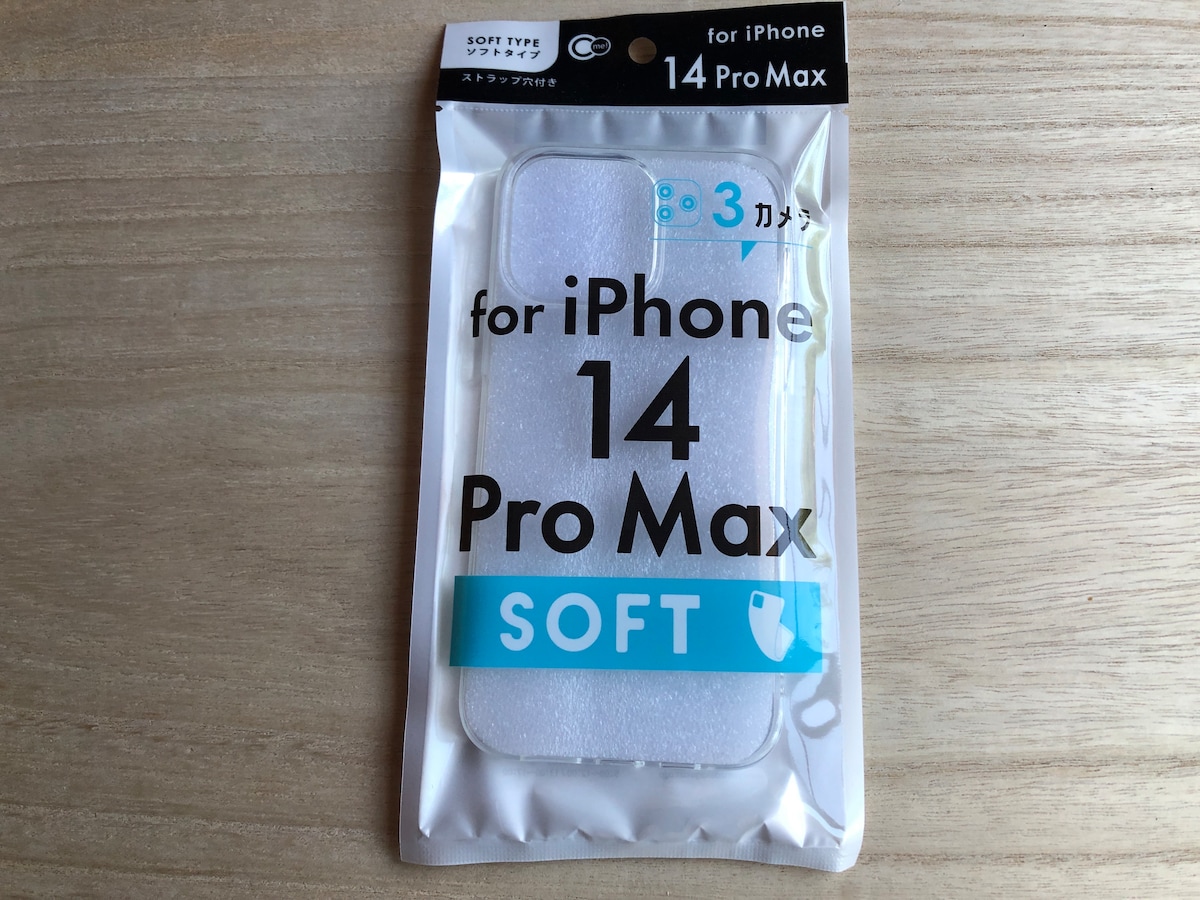 SOFT TYPE
ソフトタイプ
ストラップ穴付き
Cme!
for iPhone
14 Pro Max
3 カメラ
for iPhone
14
Pro Max
SOFT